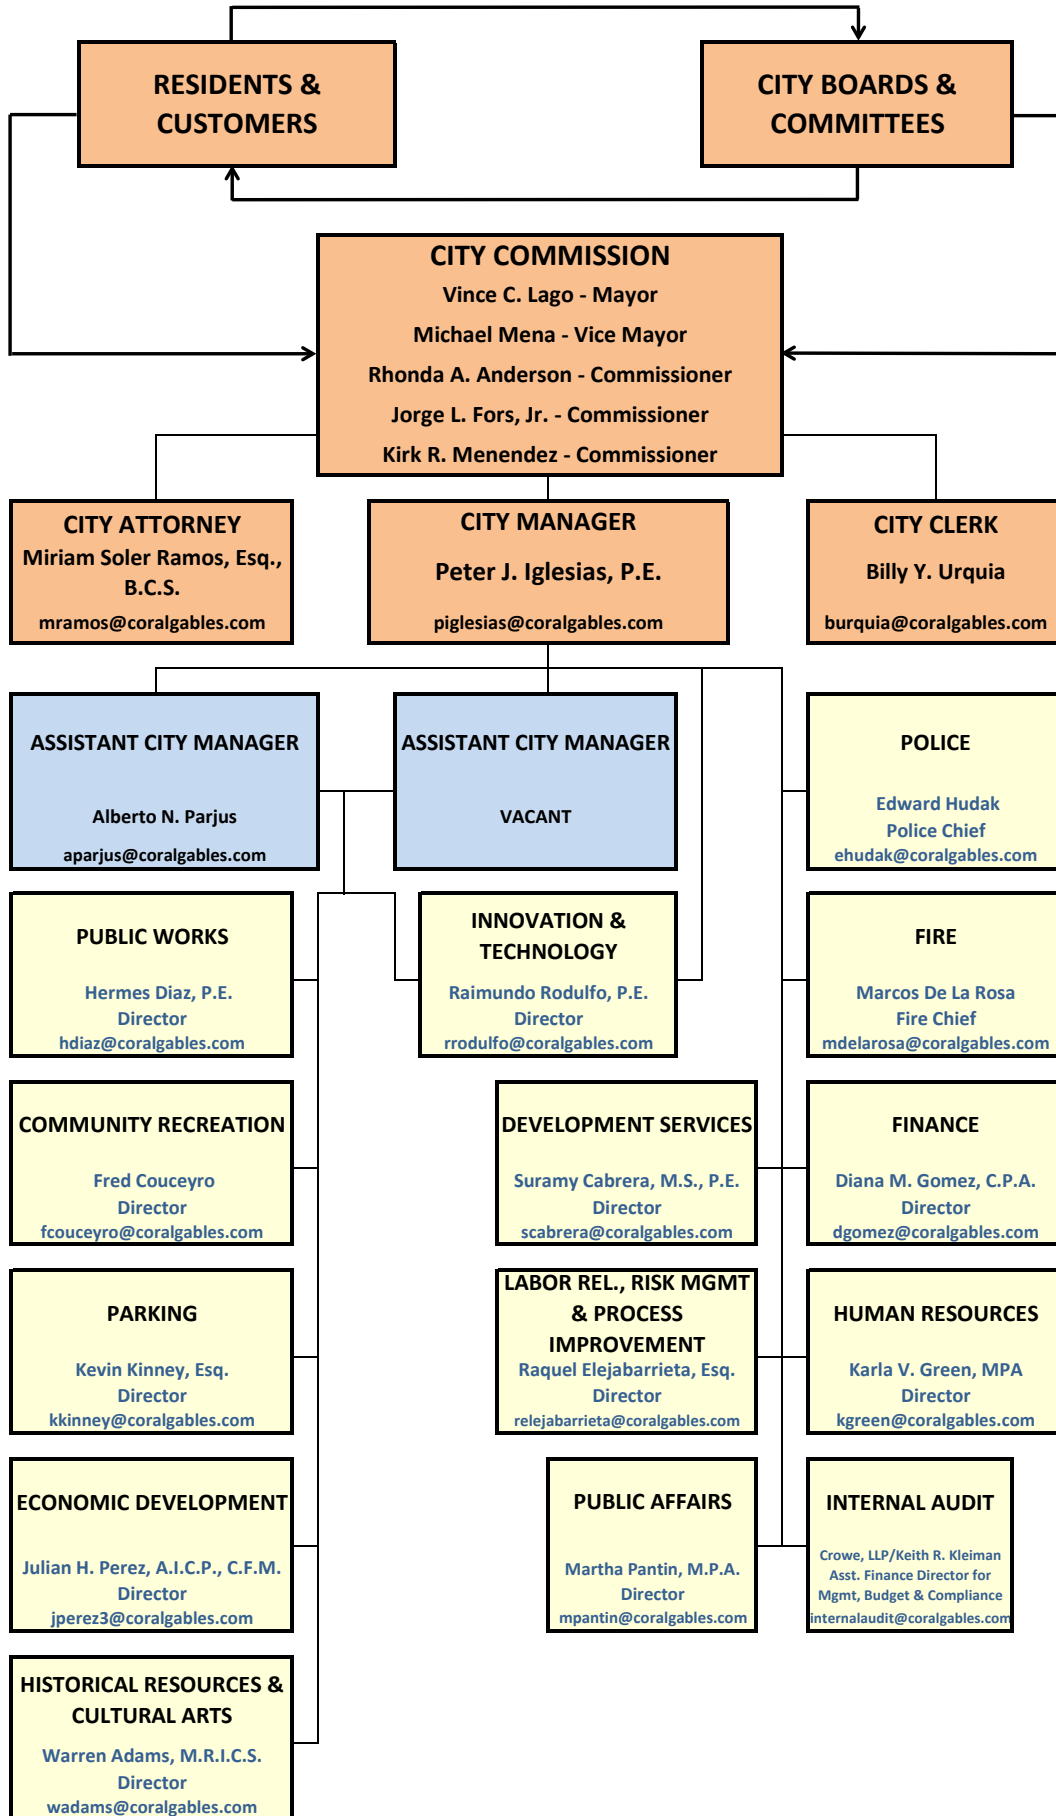 RESIDENTS &
CUSTOMERS
CITY BOARDS &
COMMITTEES
CITY COMMISSION
Vince C. Lago - Mayor
Michael Mena - Vice Mayor
Rhonda A. Anderson - Commissioner
Jorge L. Fors, Jr. - Commissioner
Kirk R. Menendez - Commissioner
CITY ATTORNEY
Miriam Soler Ramos, Esq.,
B.C.S.
mramos@coralgables.com
CITY MANAGER
Peter J. Iglesias, P.E.
piglesias@coralgables.com
CITY CLERK
Billy Y. Urquia
burquia@coralgables.com
ASSISTANT CITY MANAGER
Alberto N. Parjus
aparjus@coralgables.com
ASSISTANT CITY MANAGER
VACANT
POLICE
Edward Hudak
Police Chief
ehudak@coralgables.com
PUBLIC WORKS
Hermes Diaz, P.E.
Director
hdiaz@coralgables.com
INNOVATION &
TECHNOLOGY
Raimundo Rodulfo, P.E.
Director
rrodulfo@coralgables.com
FIRE
Marcos De La Rosa
Fire Chief
mdelarosa@coralgables.com
COMMUNITY RECREATION
Fred Couceyro
Director
fcouceyro@coralgables.com
DEVELOPMENT SERVICES
Suramy Cabrera, M.S., P.E.
Director
scabrera@coralgables.com
FINANCE
Diana M. Gomez, C.P.A.
Director
dgomez@coralgables.com
PARKING
Kevin Kinney, Esq.
Director
kkinney@coralgables.com
LABOR REL., RISK MGMT
& PROCESS
IMPROVEMENT
Raquel Elejabarrieta, Esq.
Director
relejabarrieta@coralgables.com
HUMAN RESOURCES
Karla V. Green, MPA
Director
kgreen@coralgables.com
ECONOMIC DEVELOPMENT
Julian H. Perez, A.I.C.P., C.F.M.
Director
jperez3@coralgables.com
PUBLIC AFFAIRS
Martha Pantin, M.P.A.
Director
mpantin@coralgables.com
INTERNAL AUDIT
Crowe, LLP/Keith R. Kleiman
Asst. Finance Director for
Mgmt, Budget & Compliance
internalaudit@coralgables.com
HISTORICAL RESOURCES &
CULTURAL ARTS
Warren Adams, M.R.I.C.S.
Director
wadams@coralgables.com